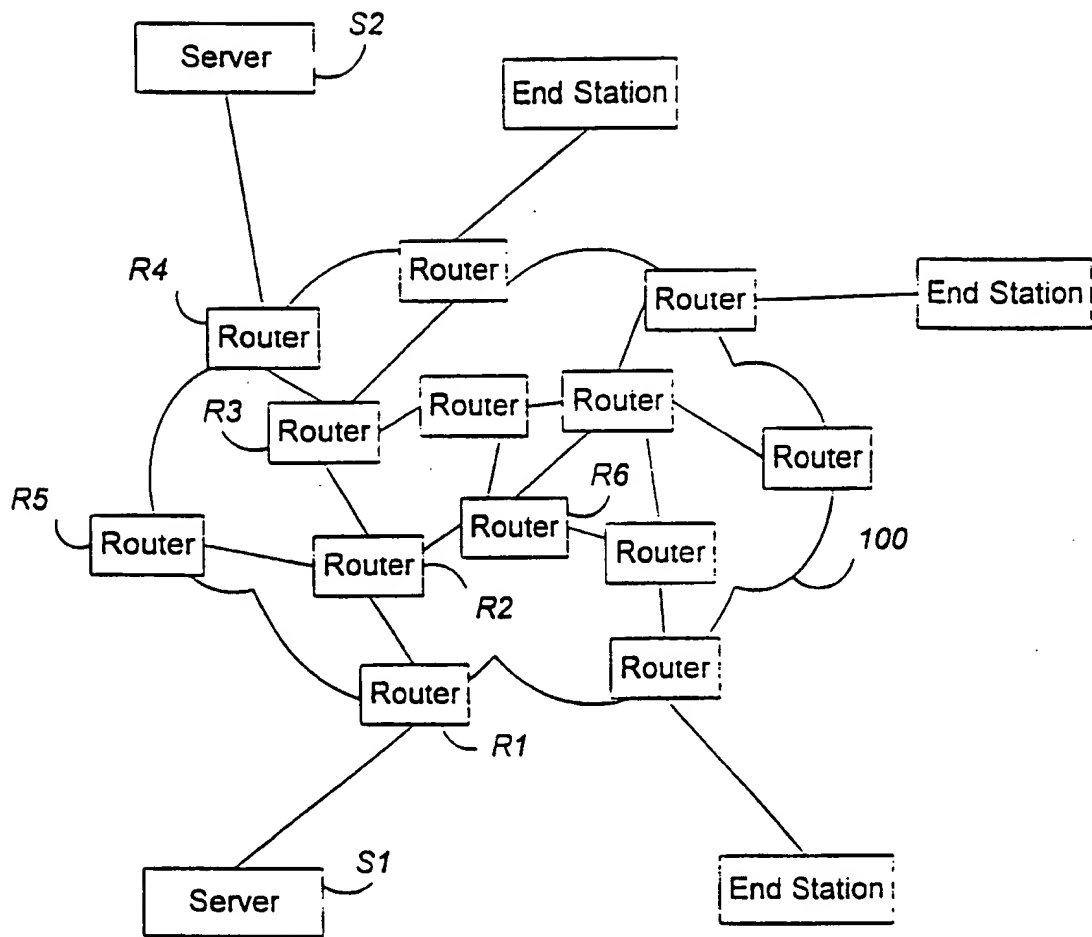 S2
Server
End Station
Router
R4
Router
End Station
Router
R3
Router
Router
Router
Router
R6
R5
Router
Router
Router
100
Router
R2
Router
Router
R1
S1
Server
End Station